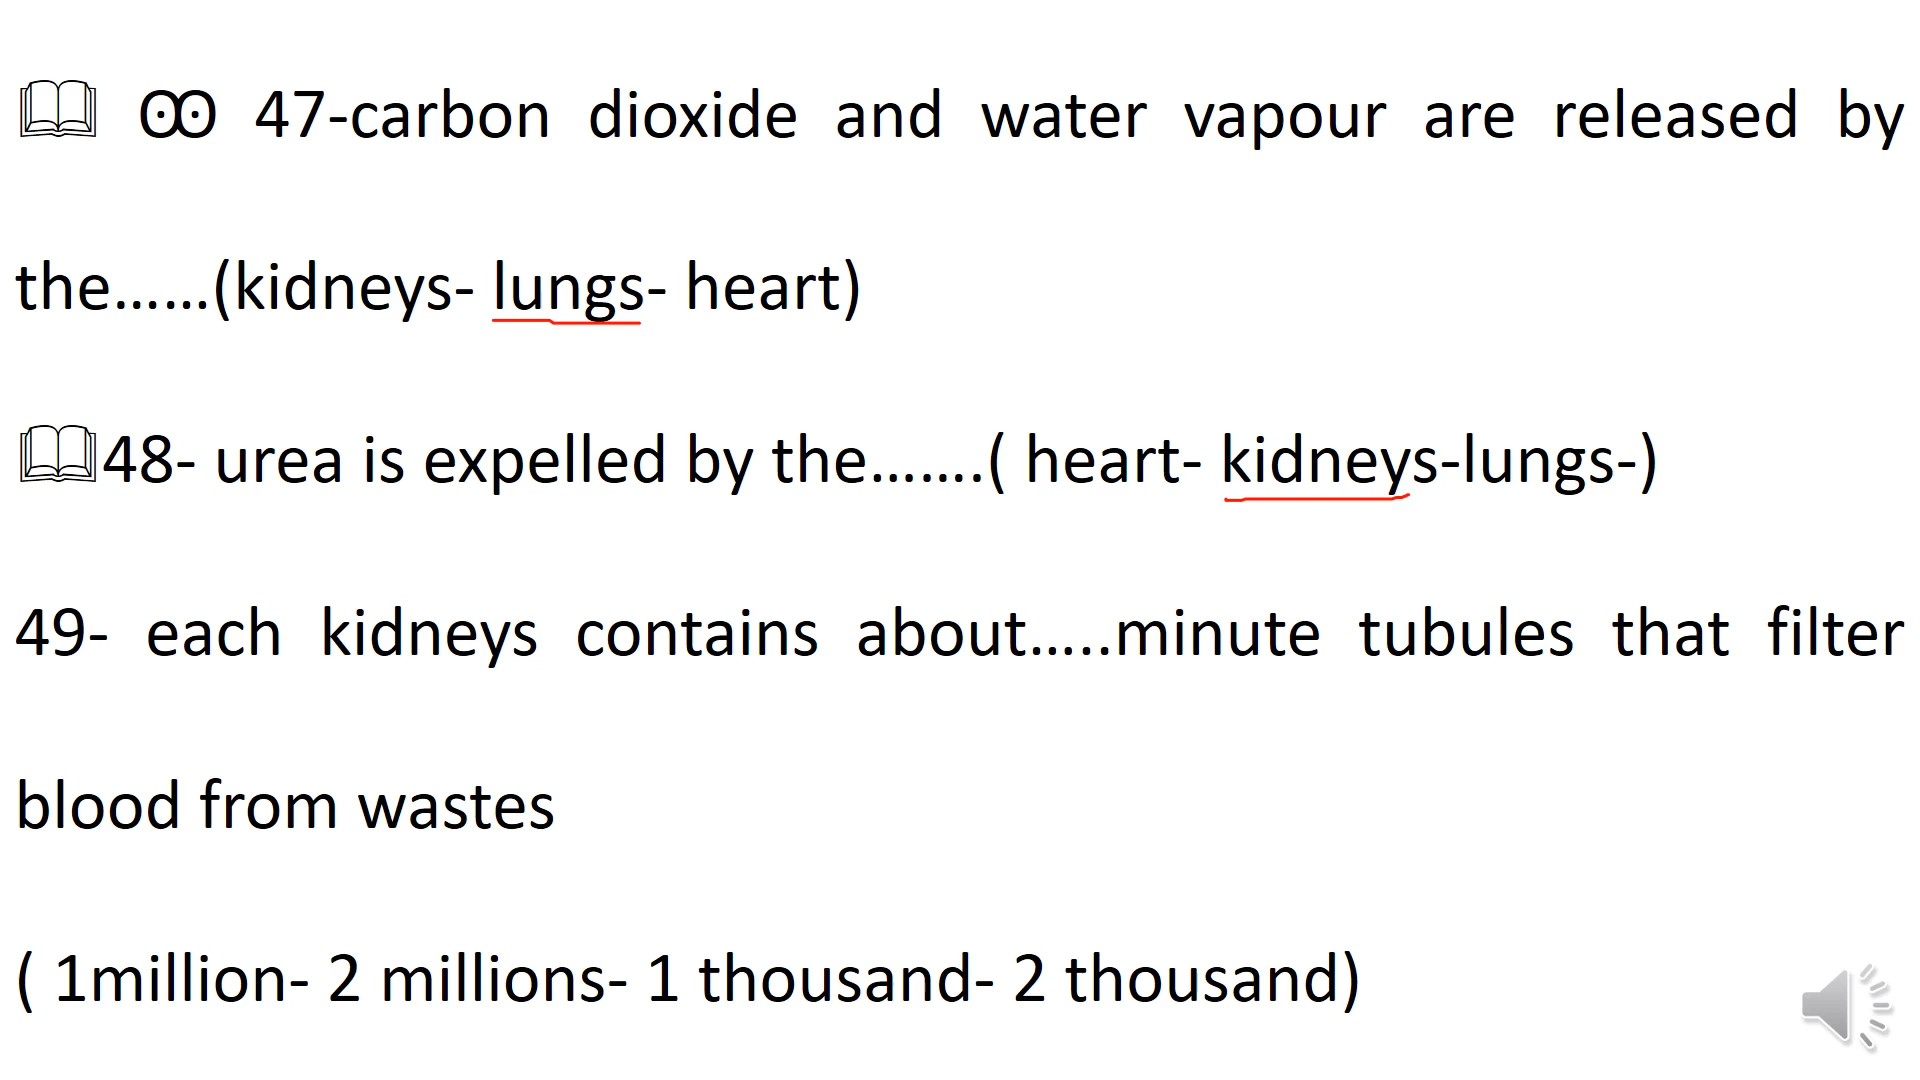 🕮 ꙭ 47-carbon dioxide and water vapour are released by
the……(kidneys- lungs- heart)
🕮48- urea is expelled by the…….( heart- kidneys-lungs-)
49- each kidneys contains about…..minute tubules that filter
blood from wastes
( 1million- 2 millions- 1 thousand- 2 thousand)